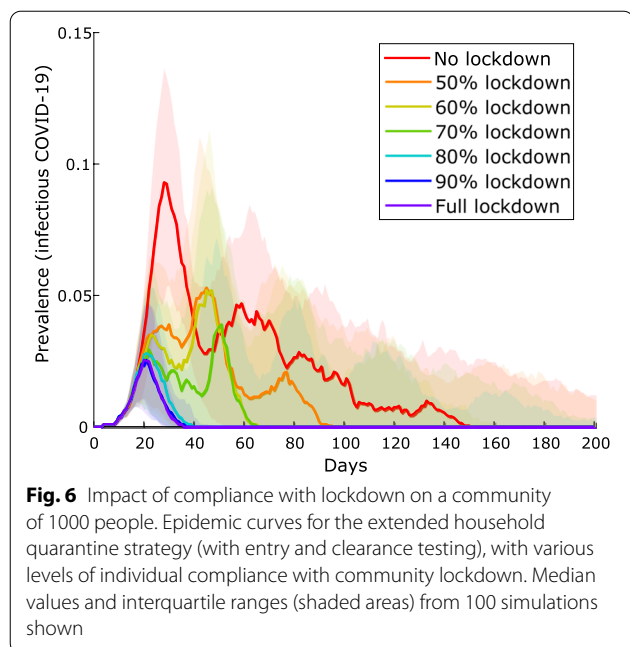 0.15
No lockdown
50% lockdown
60% lockdown
70% lockdown
80% lockdown
90% lockdown
Full lockdown
Prevalence (infectious COVID-19)
0.1
0.05
0
0 20 40 60 80 100 120 140 160 180 200
Days
Fig. 6 Impact of compliance with lockdown on a community
of 1000 people. Epidemic curves for the extended household
quarantine strategy (with entry and clearance testing), with various
levels of individual compliance with community lockdown. Median
values and interquartile ranges (shaded areas) from 100 simulations
shown